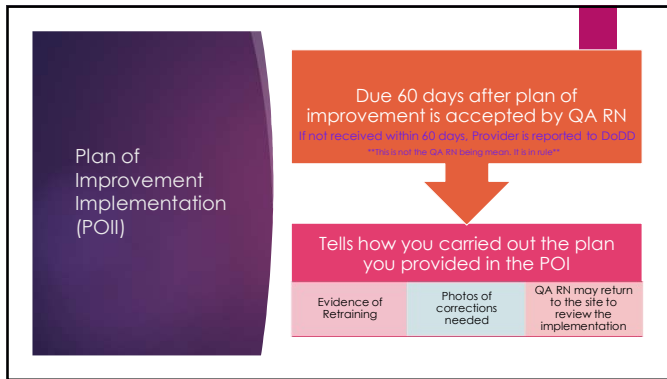 Plan of
Improvement
Implementation
(POII)
Due 60 days after plan of
improvement is accepted by QA RN
If not received within 60 days, Provider is reported to DoDD
**This is not the QA RN being mean. It is in rule**
Tells how you carried out the plan
you provided in the POI
Evidence of
Retraining
Photos of
corrections
needed
QA RN may return
to the site to
review the
implementation